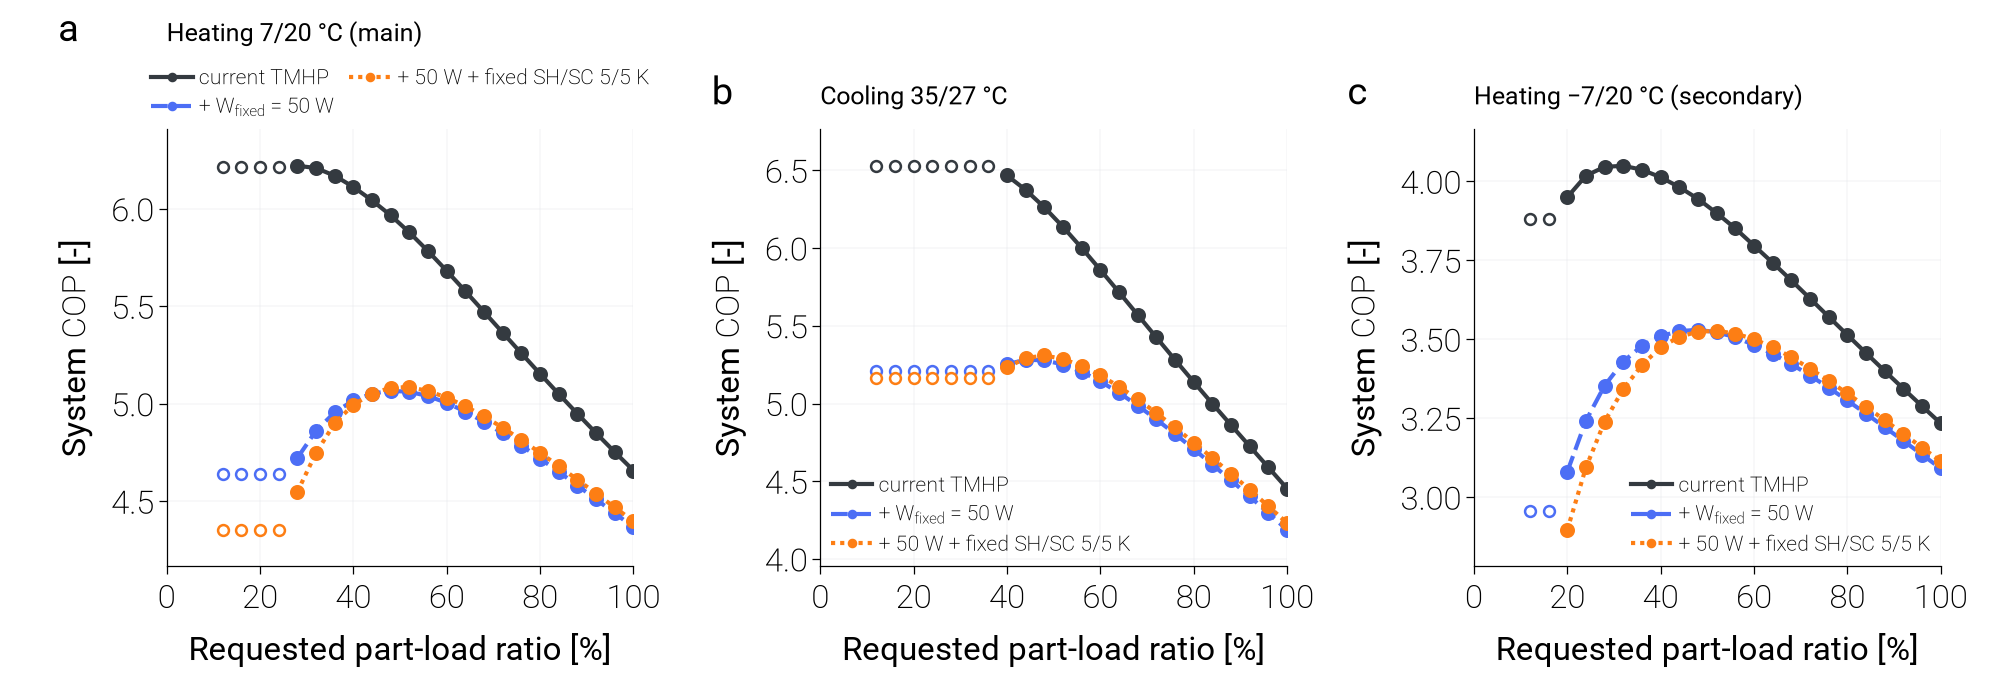 a
Heating 7/20 °C (main)
current TMHP
+ 50 W + fixed SH/SC 5/5 K
+ Wfixed = 50 W
System COP [-]
6.0
5.5
5.0
4.5
0 20 40 60 80 100
Requested part-load ratio [%]
b
Cooling 35/27 °C
System COP [-]
6.5
6.0
5.5
5.0
4.5
4.0
current TMHP
+ Wfixed = 50 W
+ 50 W + fixed SH/SC 5/5 K
0 20 40 60 80 100
Requested part-load ratio [%]
c
Heating −7/20 °C (secondary)
System COP [-]
4.00
3.75
3.50
3.25
3.00
current TMHP
+ Wfixed = 50 W
+ 50 W + fixed SH/SC 5/5 K
0 20 40 60 80 100
Requested part-load ratio [%]